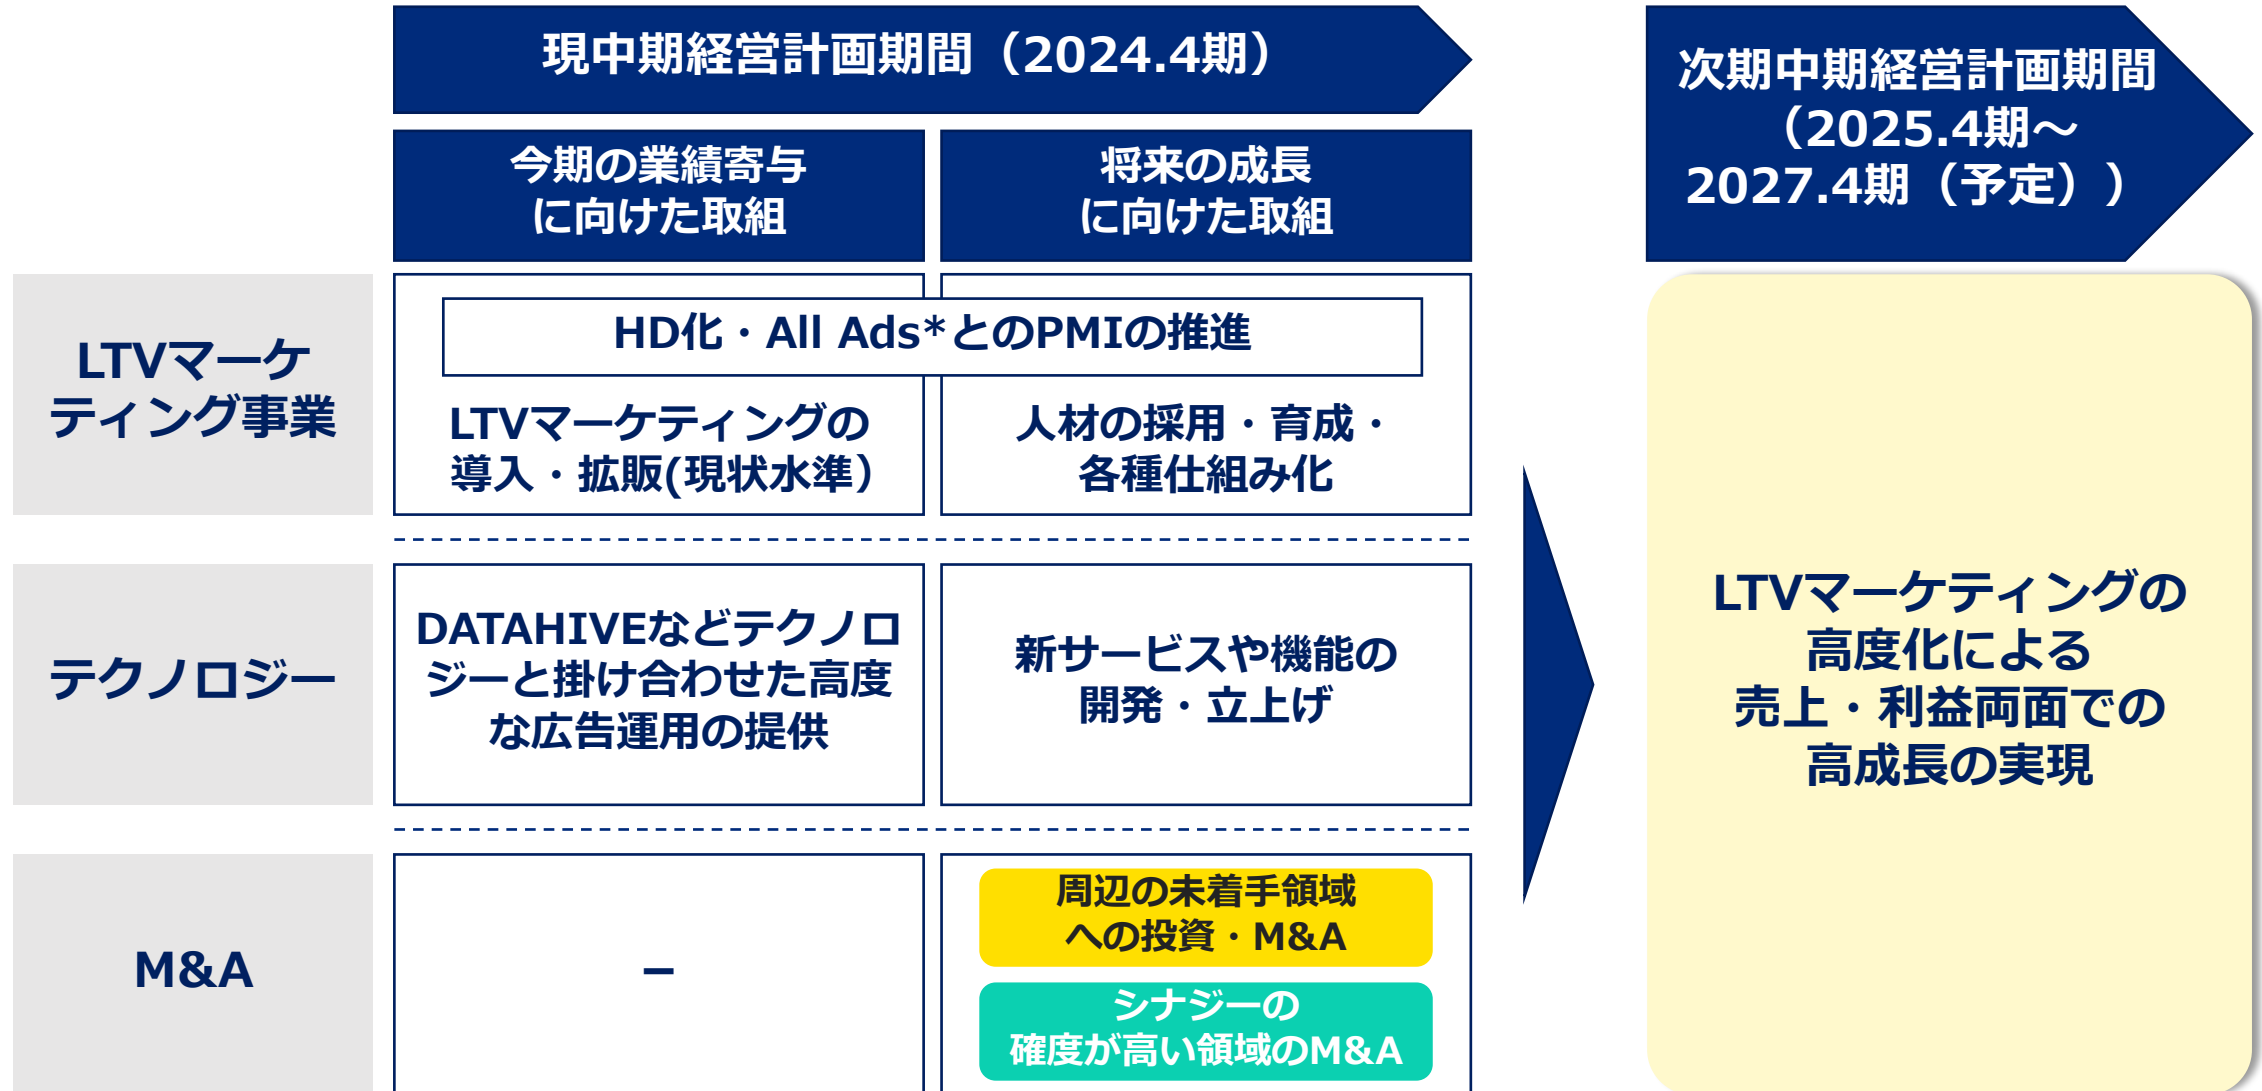 現中期経営計画期間（2024.4期）
次期中期経営計画期間
（2025.4期～
2027.4期（予定））
今期の業績寄与
に向けた取組
将来の成長
に向けた取組
LTVマーケ
ティング事業
HD化・All Ads*とのPMIの推進
LTVマーケティングの
導入・拡販(現状水準）
人材の採用・育成・
各種仕組み化
テクノロジー
DATAHIVEなどテクノロ
ジーと掛け合わせた高度
な広告運用の提供
新サービスや機能の
開発・立上げ
M&A
–
周辺の未着手領域
への投資・M&A
シナジーの
確度が高い領域のM&A
LTVマーケティングの
高度化による
売上・利益両面での
高成長の実現